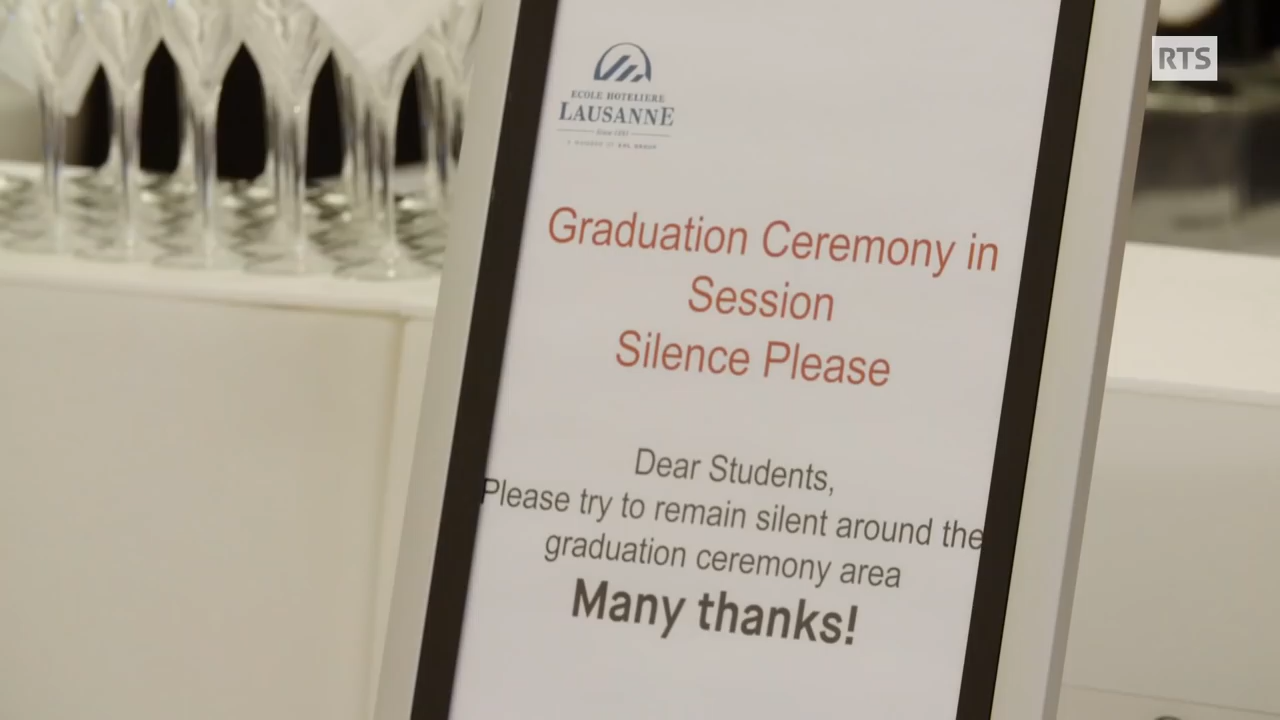 RTS
ECOLE HOTELIERE
LAUSANNE
Graduation Ceremony in
Session
Silence Please
Dear Students,
Please try to remain silent around the
graduation ceremony area
Many thanks!